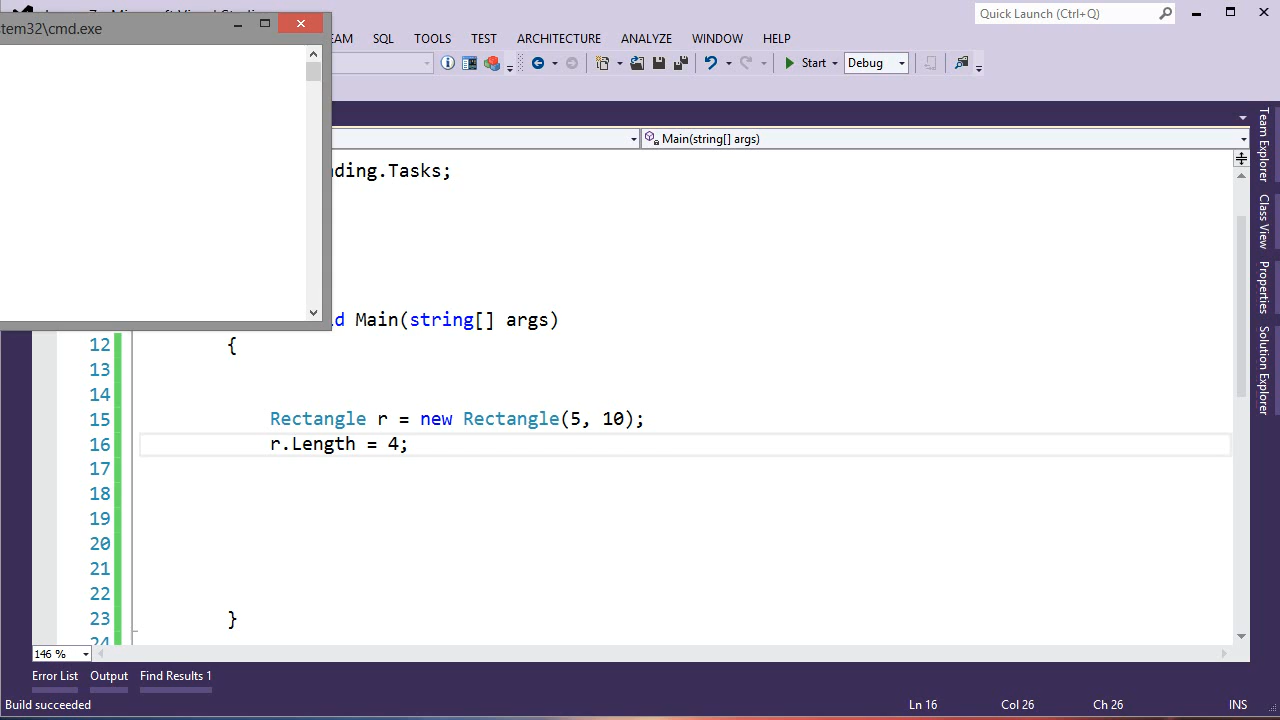 Quick Launch (Ctrl+Q)
\cmd.exe
SQL TOOLS TEST ARCHITECTURE ANALYZE WINDOW HELP
Start Debug
Main(string[] args)
.Tasks;
Main(string[] args)
12 {
13
14
15 Rectangle r = new Rectangle(5, 10);
16 r.Length = 4;
17
18
19
20
21
22
23 }
24
146 %
Team Explorer
Class View
Properties
Solution Explorer
Error List Output Find Results 1
Build succeeded Ln 16 Col 26 Ch 26 INS